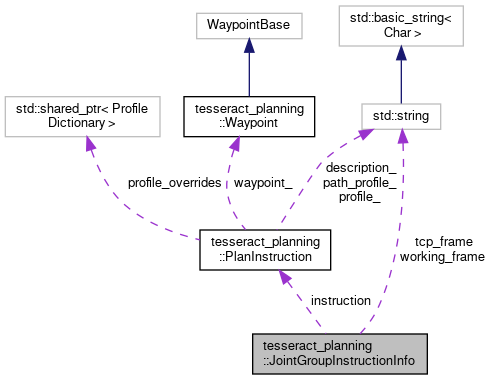 WaypointBase
std::basic_string<
Char >
std::shared_ptr< Profile
Dictionary >
tesseract_planning
::Waypoint
std::string
profile_overrides
waypoint_
description_
path_profile_
profile_
tesseract_planning
::PlanInstruction
tcp_frame
working_frame
instruction
tesseract_planning
::JointGroupInstructionInfo